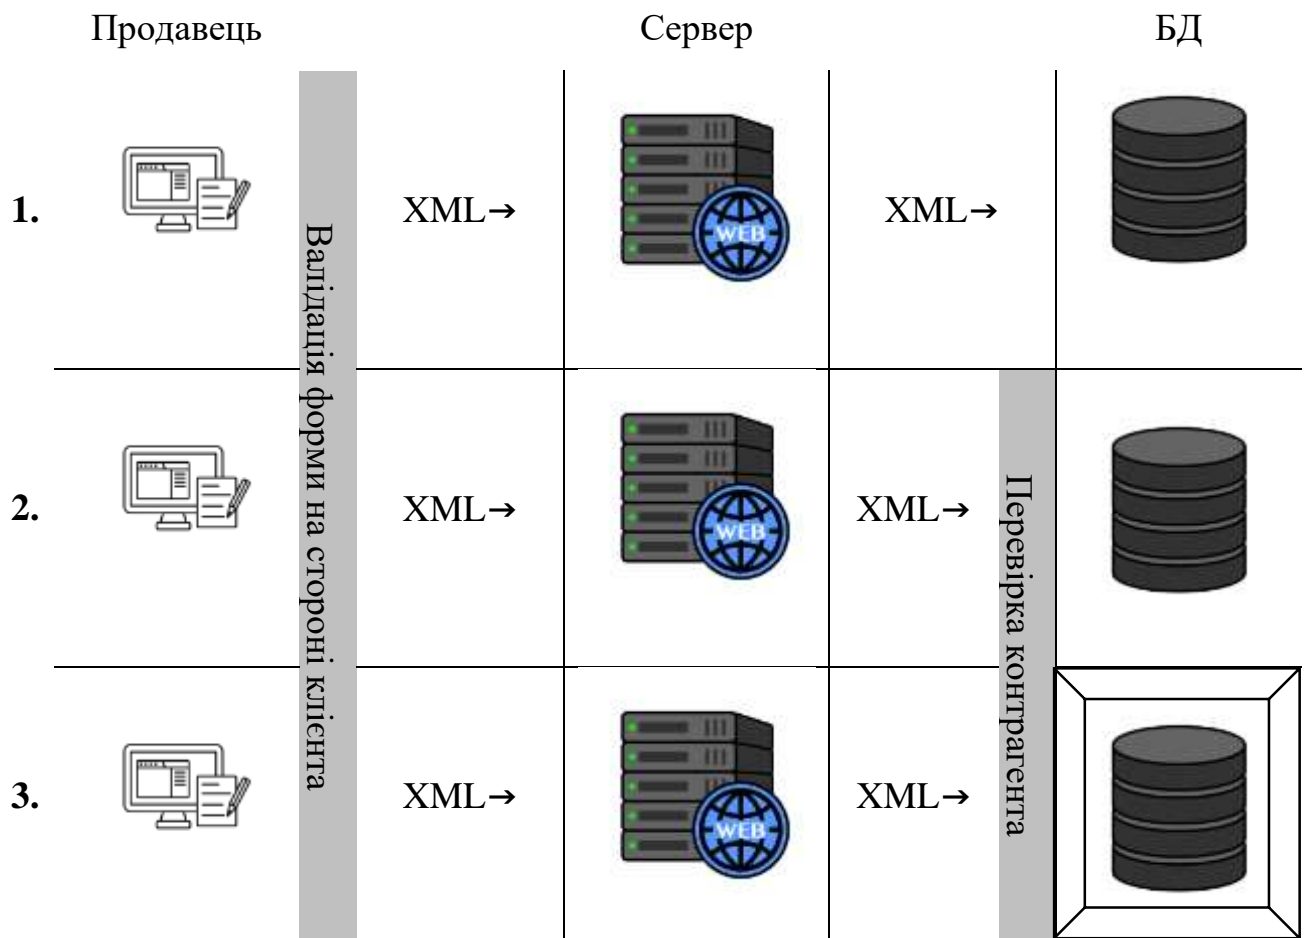 Продавець Сервер БД
Валідація форми на стороні клієнта
1. XML→ WEB XML→
Перевірка контрагента
2. XML→ WEB XML→
3. XML→ WEB XML→